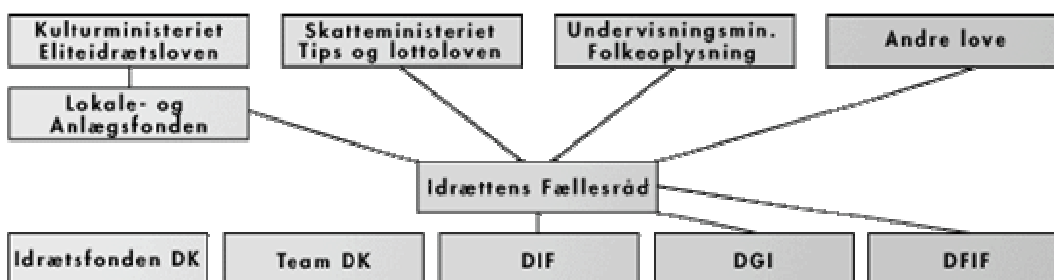 Kulturministeriet
Eliteidrætsloven
Skatteministeriet
Tips og lottoloven
Undervisningsmin.
Folkeoplysning
Andre love
Lokale- og
Anlægsfonden
Idrættens Fællesråd
Idrætsfonden DK
Team DK
DIF
DGI
DFIF